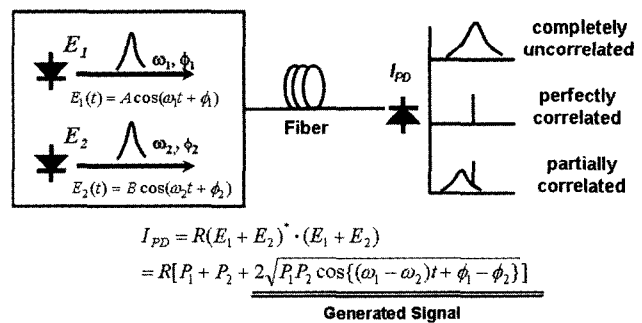 E1
ω1, ϕ1
E1(t) = A cos(ω1t + ϕ1)
E2
ω2, ϕ2
E2(t) = B cos(ω2t + ϕ2)
Fiber
IPD
completely
uncorrelated
perfectly
correlated
partially
correlated
IPD = R(E1 + E2)* · (E1 + E2)
= R[P1 + P2 + 2√P1P2 cos{(ω1 − ω2)t + ϕ1 − ϕ2}]
Generated Signal